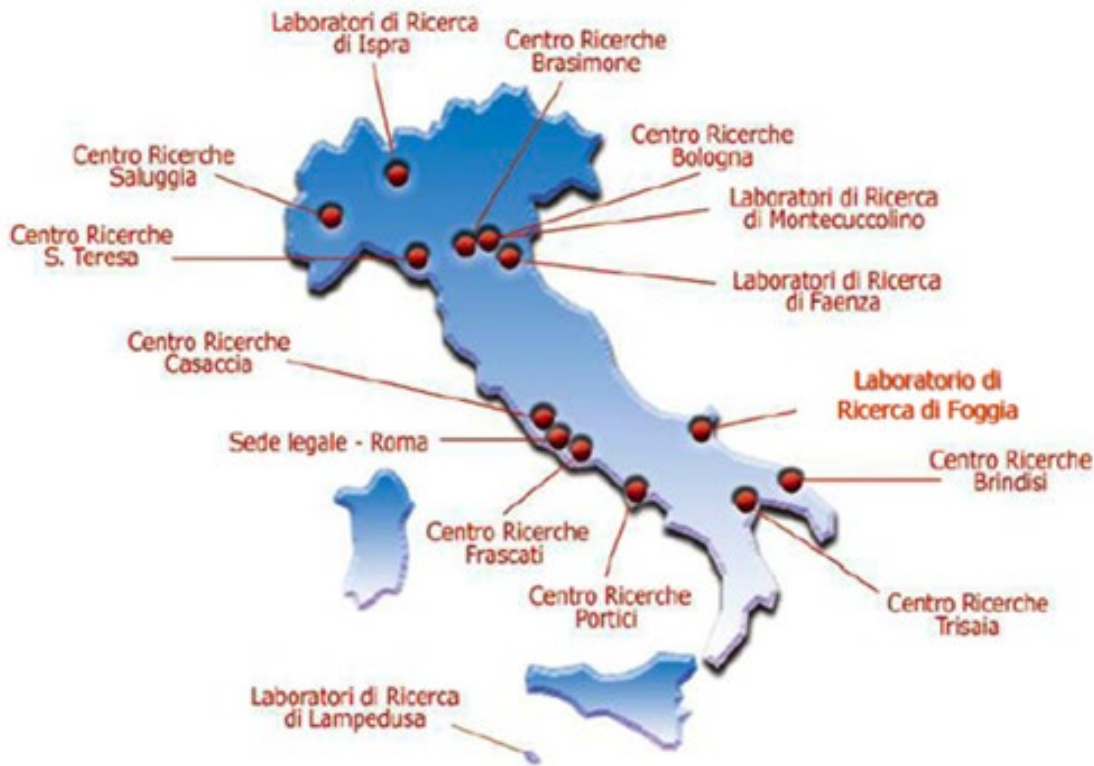 Laboratori di Ricerca
di Ispra
Centro Ricerche
Brasimone
Centro Ricerche
Bologna
Centro Ricerche
Saluggia
Laboratori di Ricerca
di Montecuccolino
Centro Ricerche
S. Teresa
Laboratori di Ricerca
di Faenza
Centro Ricerche
Casaccia
Laboratorio di
Ricerca di Foggia
Sede legale - Roma
Centro Ricerche
Brindisi
Centro Ricerche
Frascati
Centro Ricerche
Portici
Centro Ricerche
Trisaia
Laboratori di Ricerca
di Lampedusa